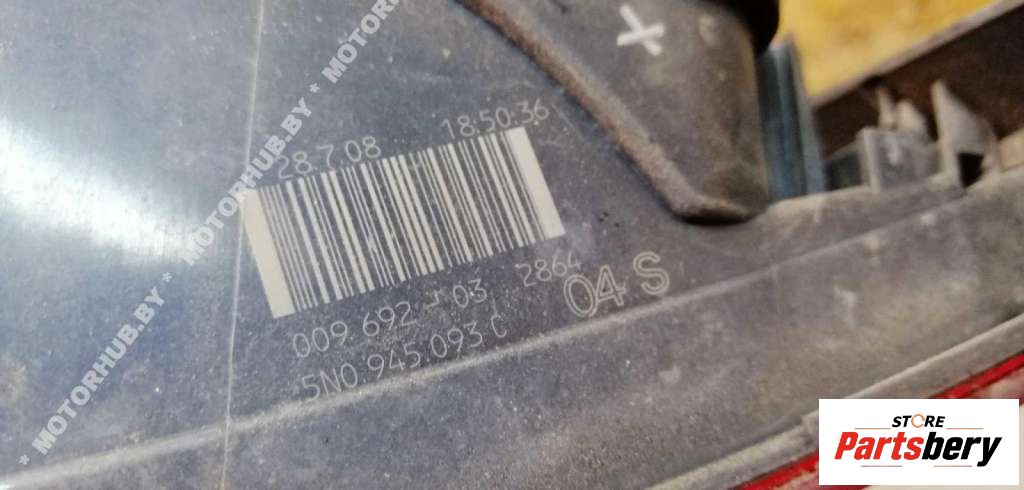 28.7.08 18:50:36
009.692-03 2864
5N0.945.093 C
04 S
* MOTORHUB.BY * MOTORHUB.BY * MOTOR
STORE
Partsbery